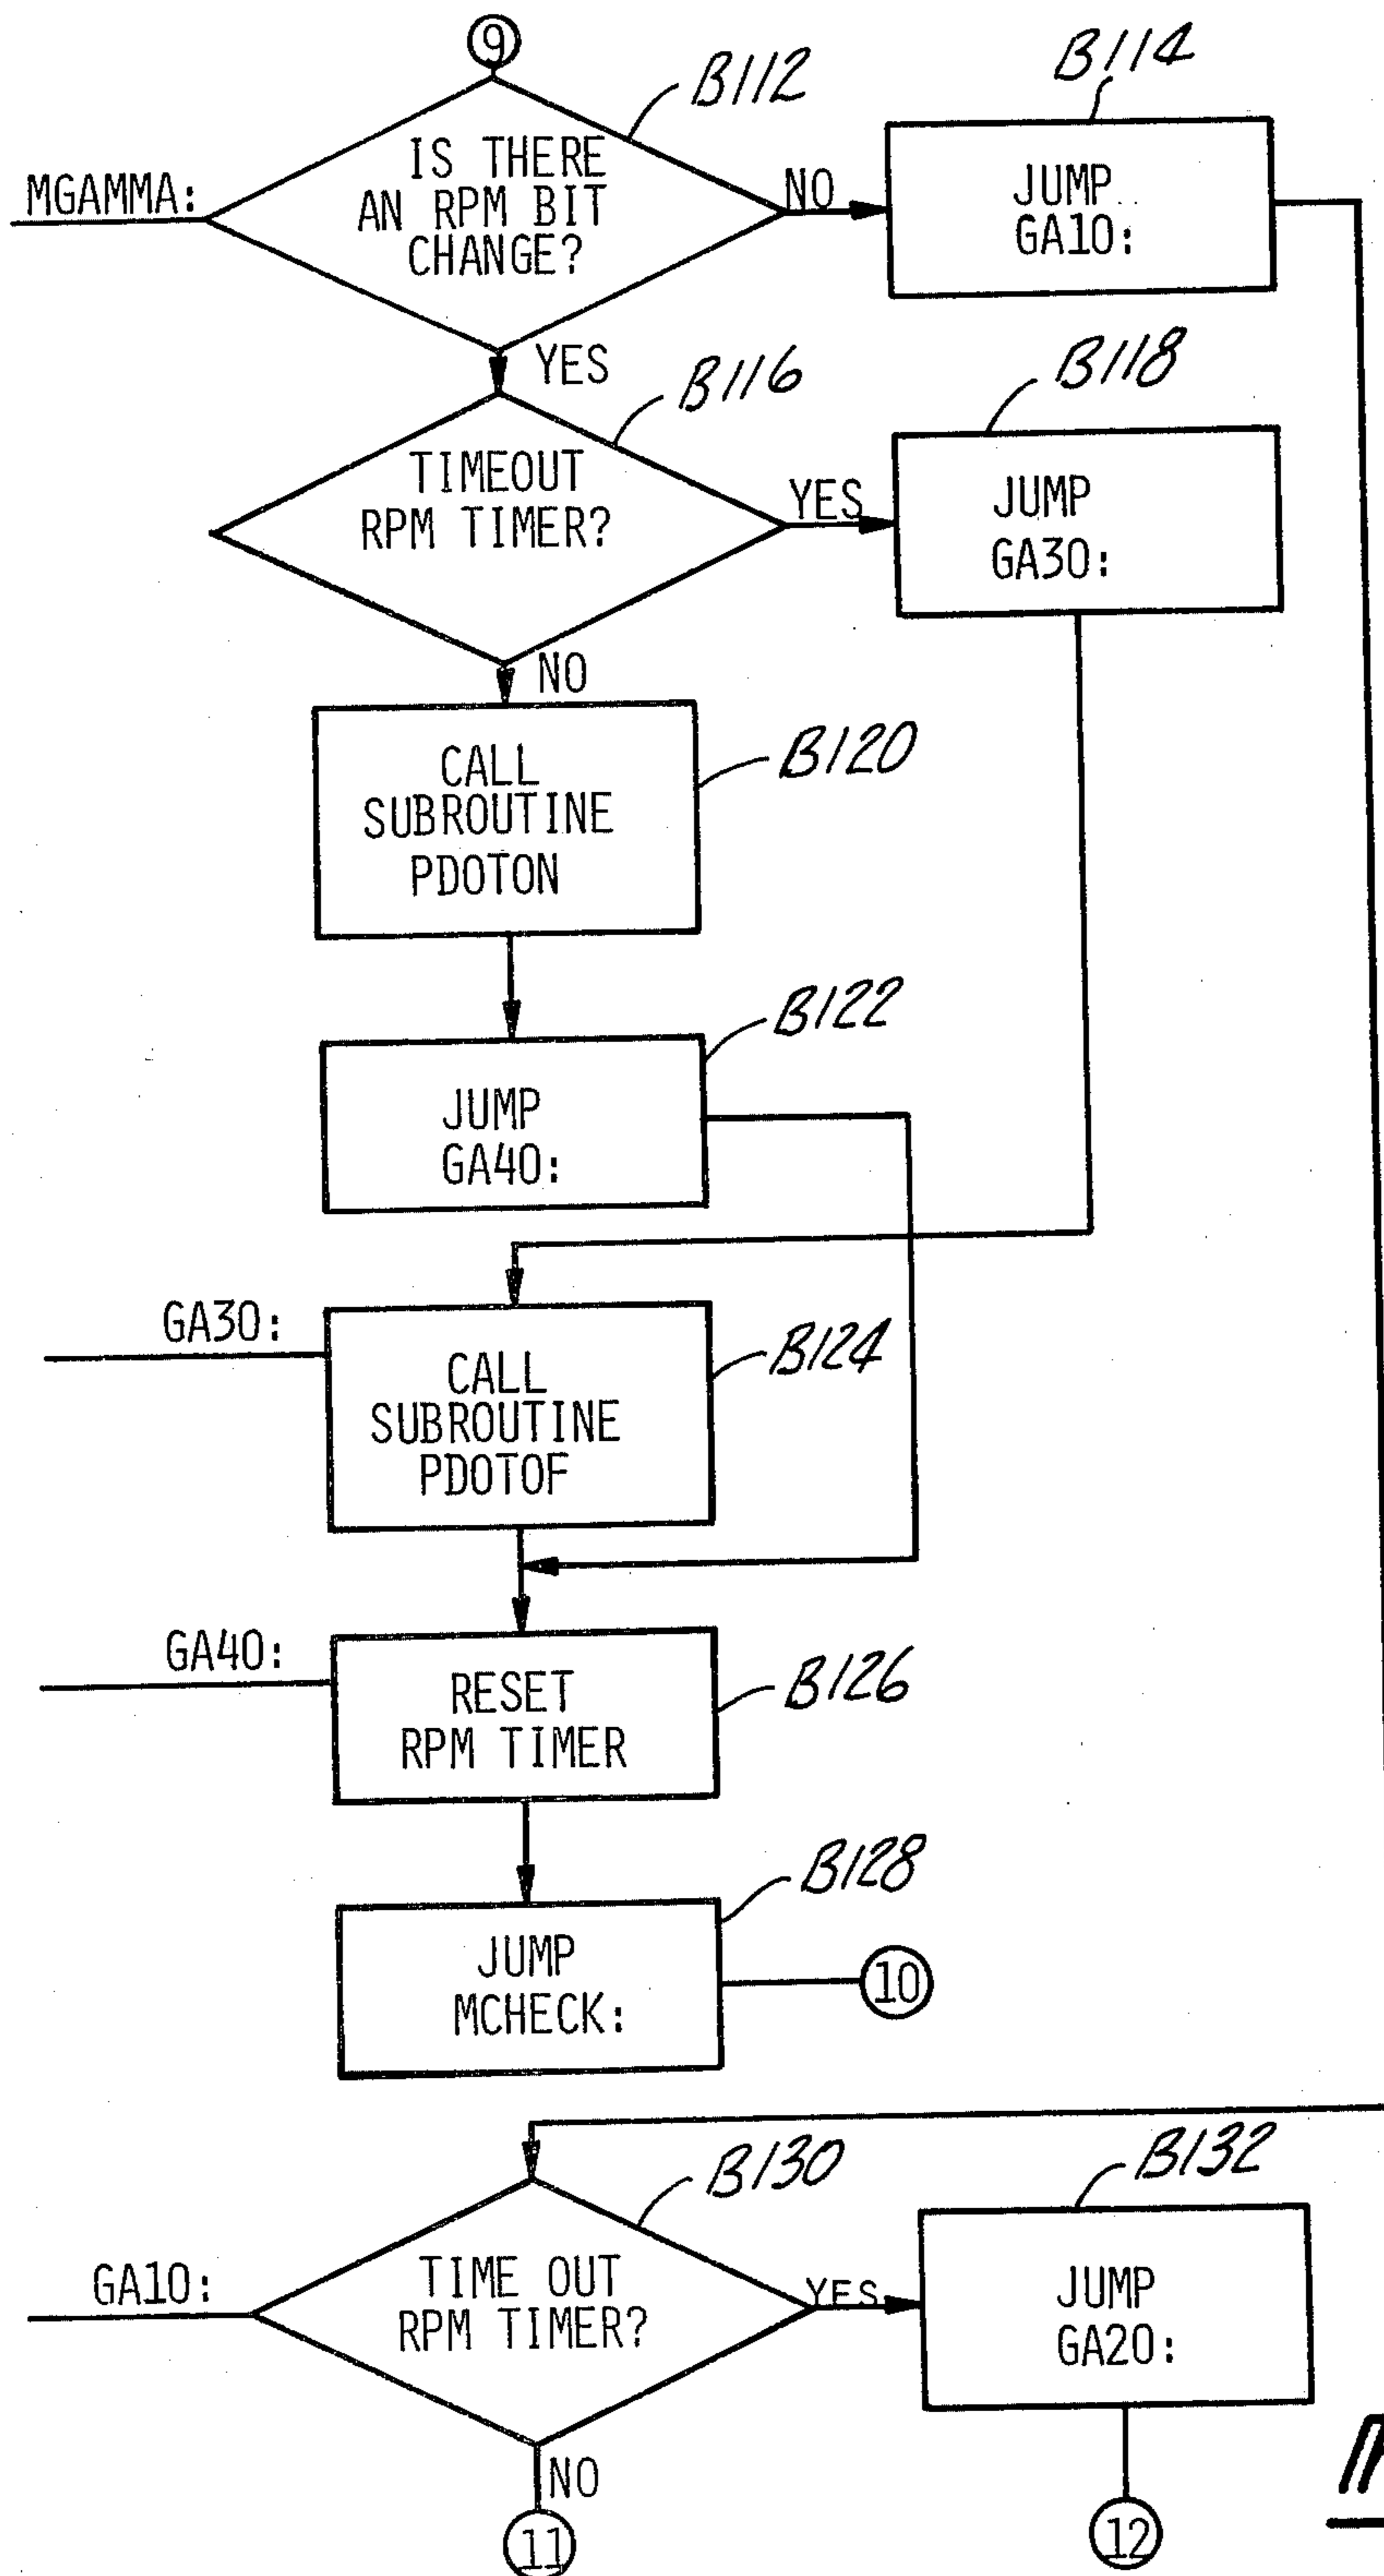 9
B112
B114
MGAMMA:
IS THERE
AN RPM BIT
CHANGE?
NO
JUMP
GA10:
YES
B116
B118
TIMEOUT
RPM TIMER?
YES
JUMP
GA30:
NO
B120
CALL
SUBROUTINE
PDOTON
B122
JUMP
GA40:
GA30:
B124
CALL
SUBROUTINE
PDOTOF
GA40:
B126
RESET
RPM TIMER
B128
JUMP
MCHECK:
10
B130
B132
GA10:
TIME OUT
RPM TIMER?
YES
JUMP
GA20:
NO
11
12